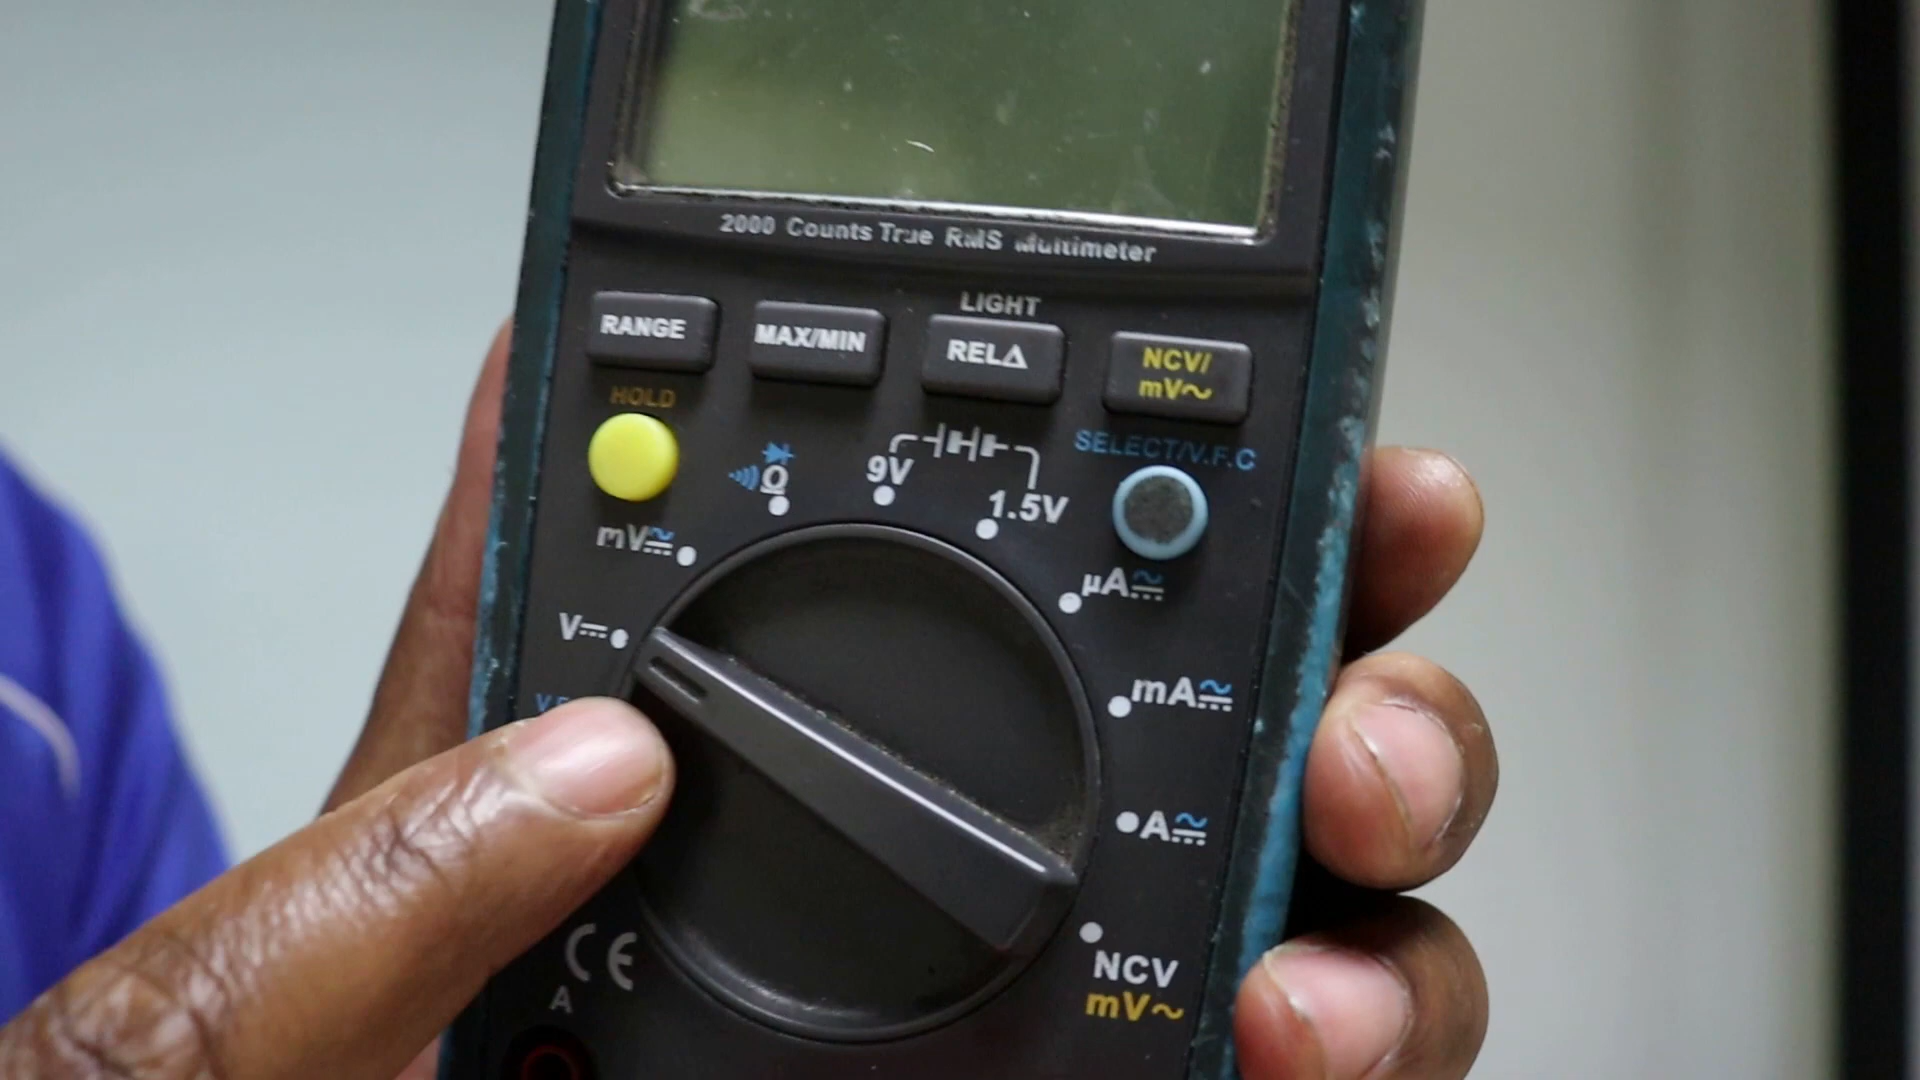 2000 Counts True RMS Multimeter
LIGHT
RANGE
MAX/MIN
RELΔ
NCV/
mV~
HOLD
SELECT/V.F.C
Ω
9V
1.5V
mV
μA
V
mA
A
NCV
mV~
CE
A